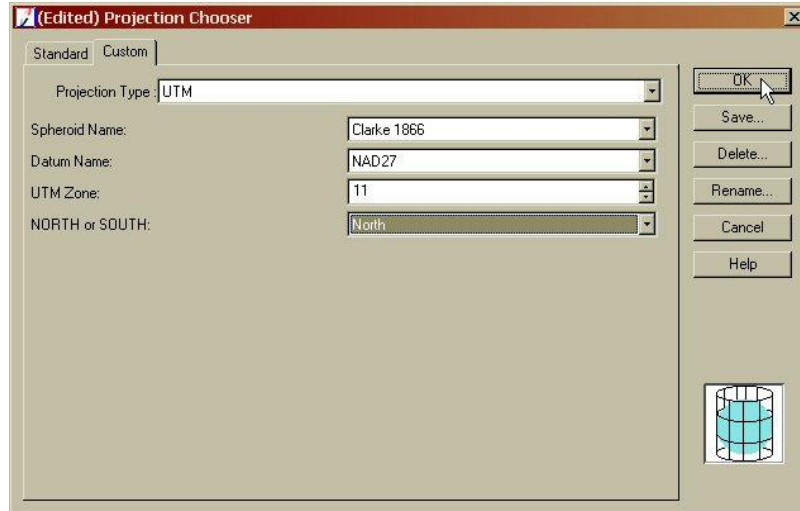 (Edited) Projection Chooser
Standard Custom
Projection Type : UTM
Spheroid Name: Clarke 1866
Datum Name: NAD27
UTM Zone: 11
NORTH or SOUTH: North
OK
Save...
Delete...
Rename...
Cancel
Help